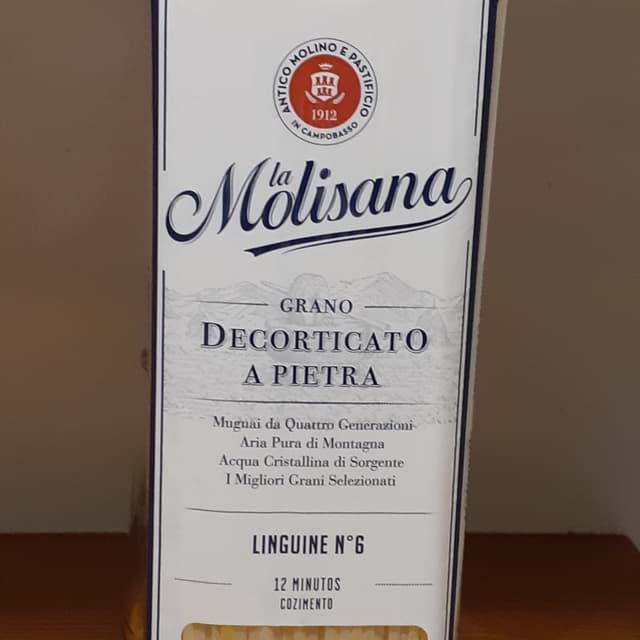 ANTICO MOLINO E PASTIFICIO
1912
IN CAMPOBASSO
la
Molisana
GRANO
DECORTICATO
A PIETRA
Mugnai da Quattro Generazioni
Aria Pura di Montagna
Acqua Cristallina di Sorgente
I Migliori Grani Selezionati
LINGUINE N°6
12 MINUTOS
COZIMENTO